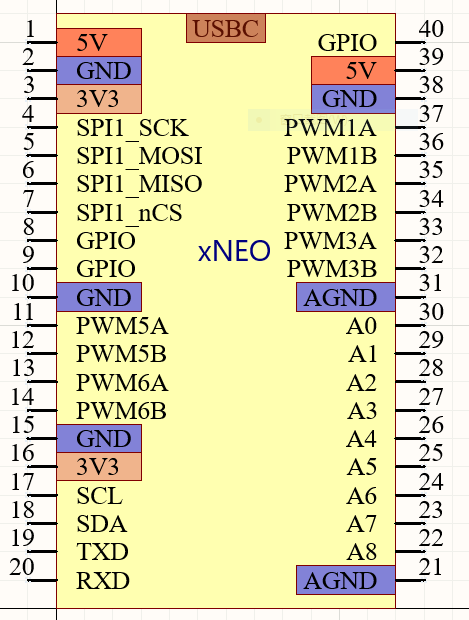 USBC
1 5V GPIO 40
2 GND 5V 39
3 3V3 GND 38
4 SPI1_SCK PWM1A 37
5 SPI1_MOSI PWM1B 36
6 SPI1_MISO PWM2A 35
7 SPI1_nCS PWM2B 34
8 GPIO PWM3A 33
xNEO
9 GPIO PWM3B 32
10 GND AGND 31
11 PWM5A A0 30
12 PWM5B A1 29
13 PWM6A A2 28
14 PWM6B A3 27
15 GND A4 26
16 3V3 A5 25
17 SCL A6 24
18 SDA A7 23
19 TXD A8 22
20 RXD AGND 21